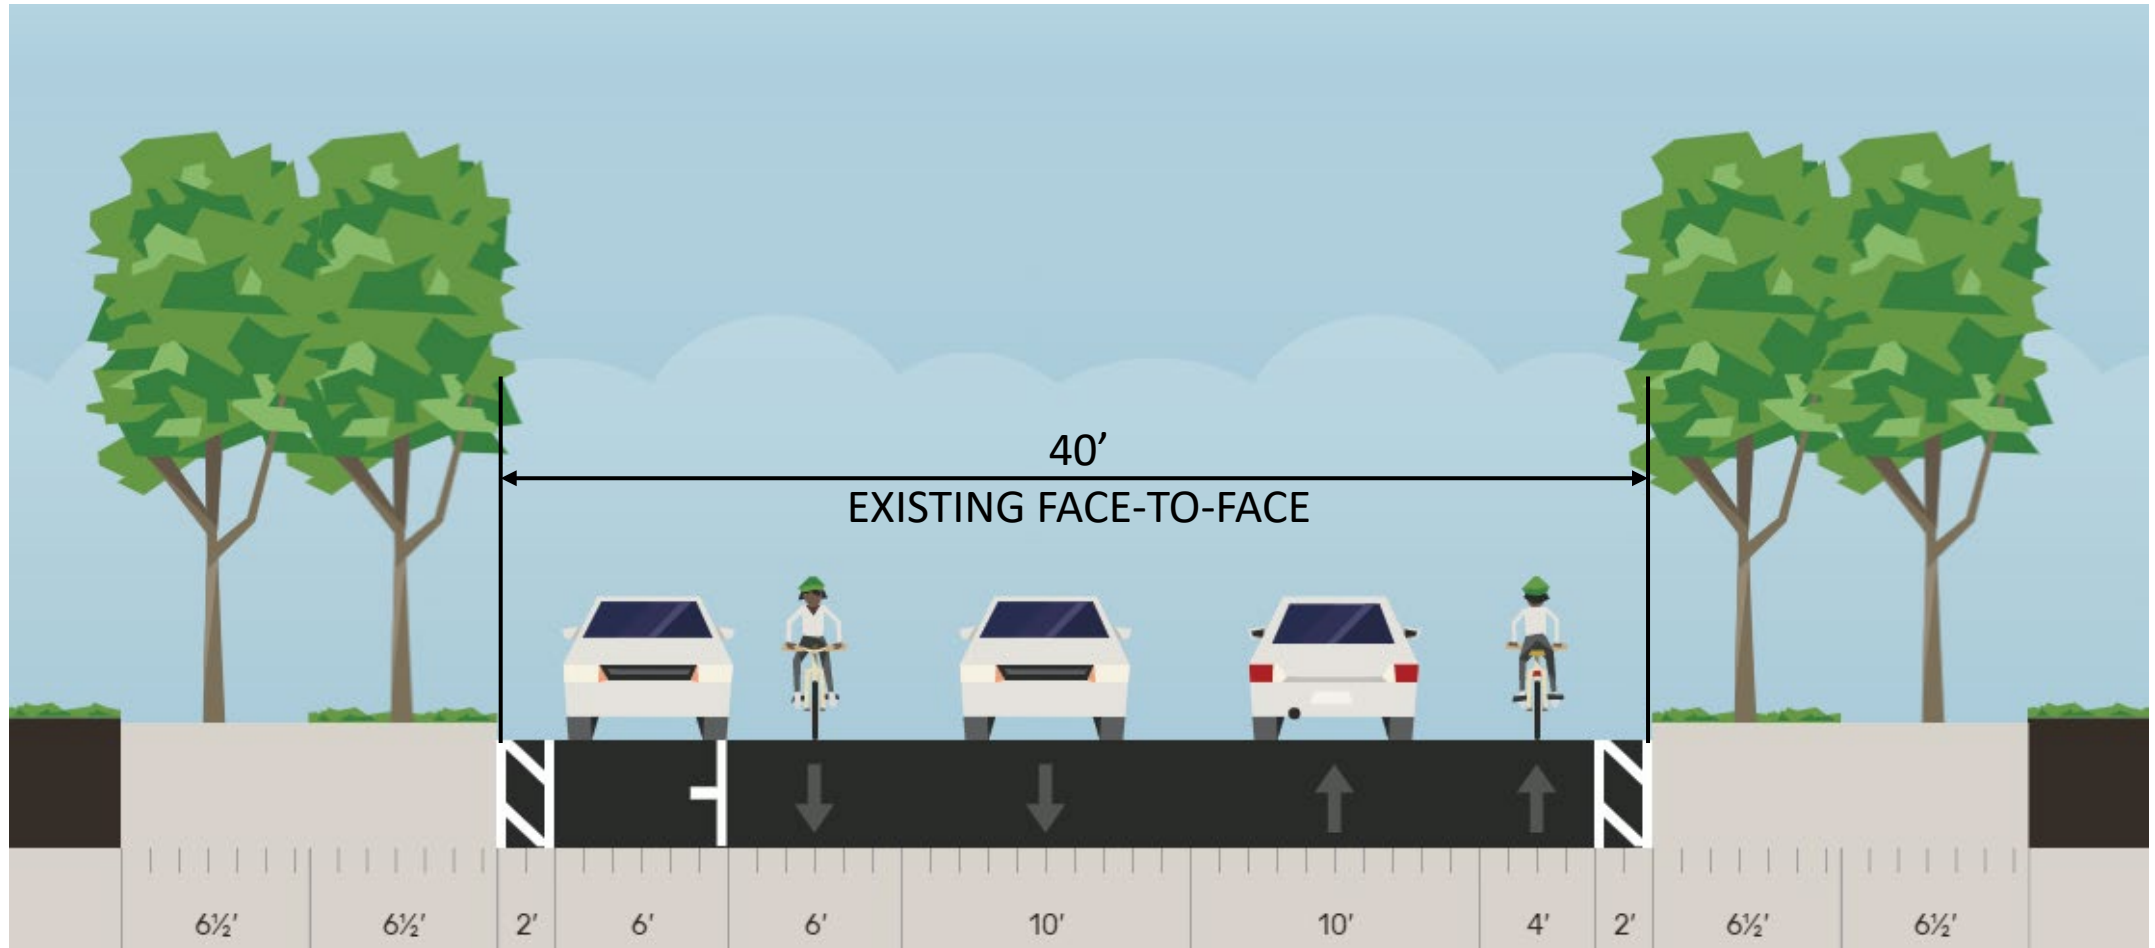 40’
EXISTING FACE-TO-FACE
6½' 6½' 2' 6' 6' 10' 10' 4' 2' 6½' 6½'